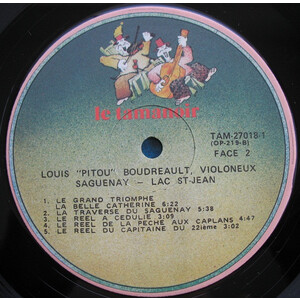 le tamanoir
TAM-27018-1
(OP-219-B)
FACE 2
LOUIS "PITOU" BOUDREAULT, VIOLONEUX
SAGUENAY – LAC ST-JEAN
1. LE GRAND TRIOMPHE
LA BELLE CATHERINE 6:22
2. LA TRAVERSE DU SAGUENAY 5:38
3. LE REEL A CEDULIE 3:09
4. LE REEL DE LA PECHE AUX CAPLANS 4:47
5. LE REEL DU CAPITAINE DU 22ième 3:02